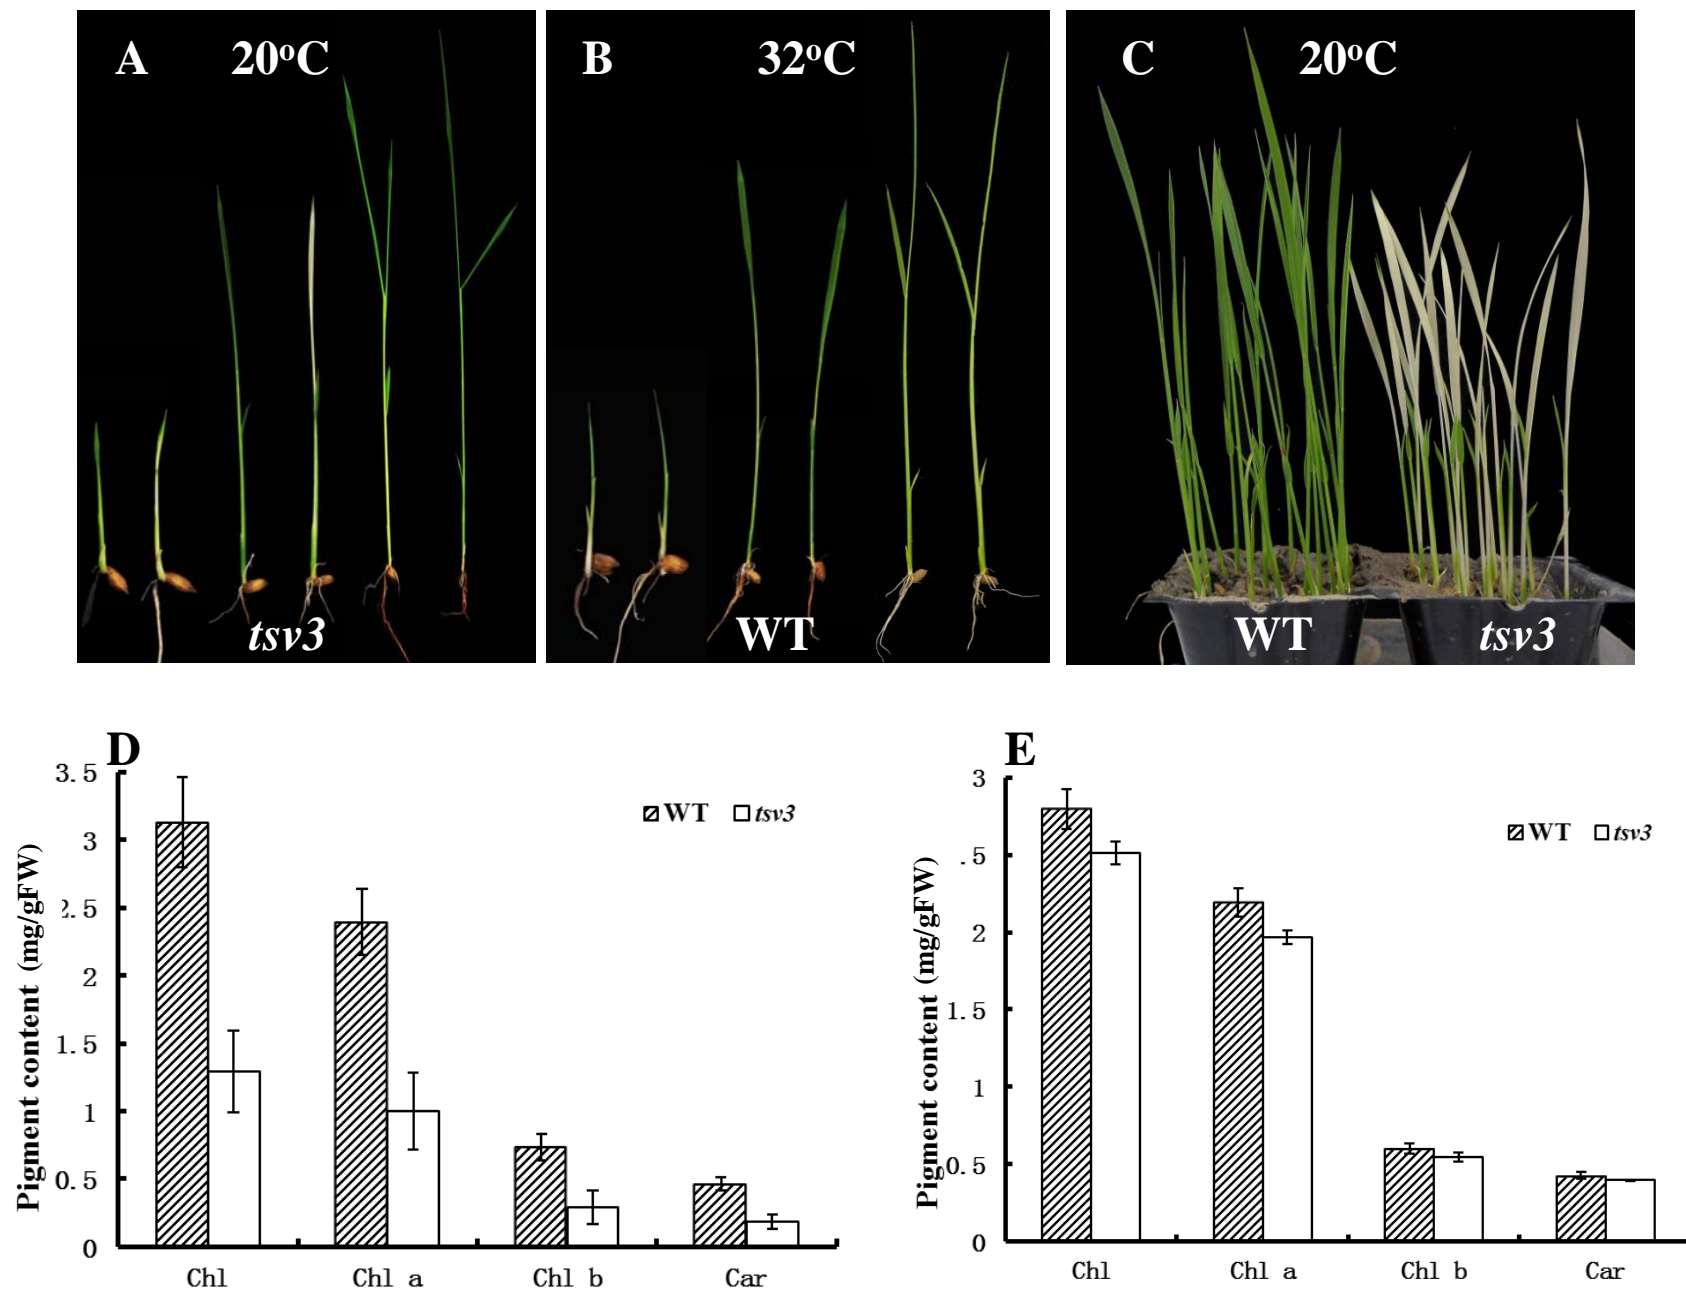 A 20°C
tsv3
B 32°C
WT
C 20°C
WT tsv3
D
3.5
3
2.5
2
1.5
1
0.5
0
Pigment content (mg/gFW)
WT tsv3
Chl Chl a Chl b Car
E
3
.5
2
1.5
1
0.5
0
Pigment content (mg/gFW)
WT tsv3
Chl Chl a Chl b Car